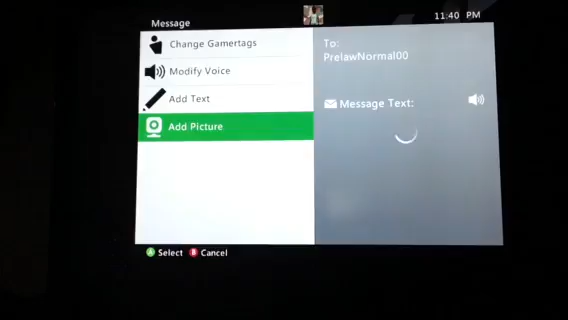 Message
11:40 PM
Change Gamertags
Modify Voice
Add Text
Add Picture
To:
PrelawNormal00
Message Text:
A Select B Cancel